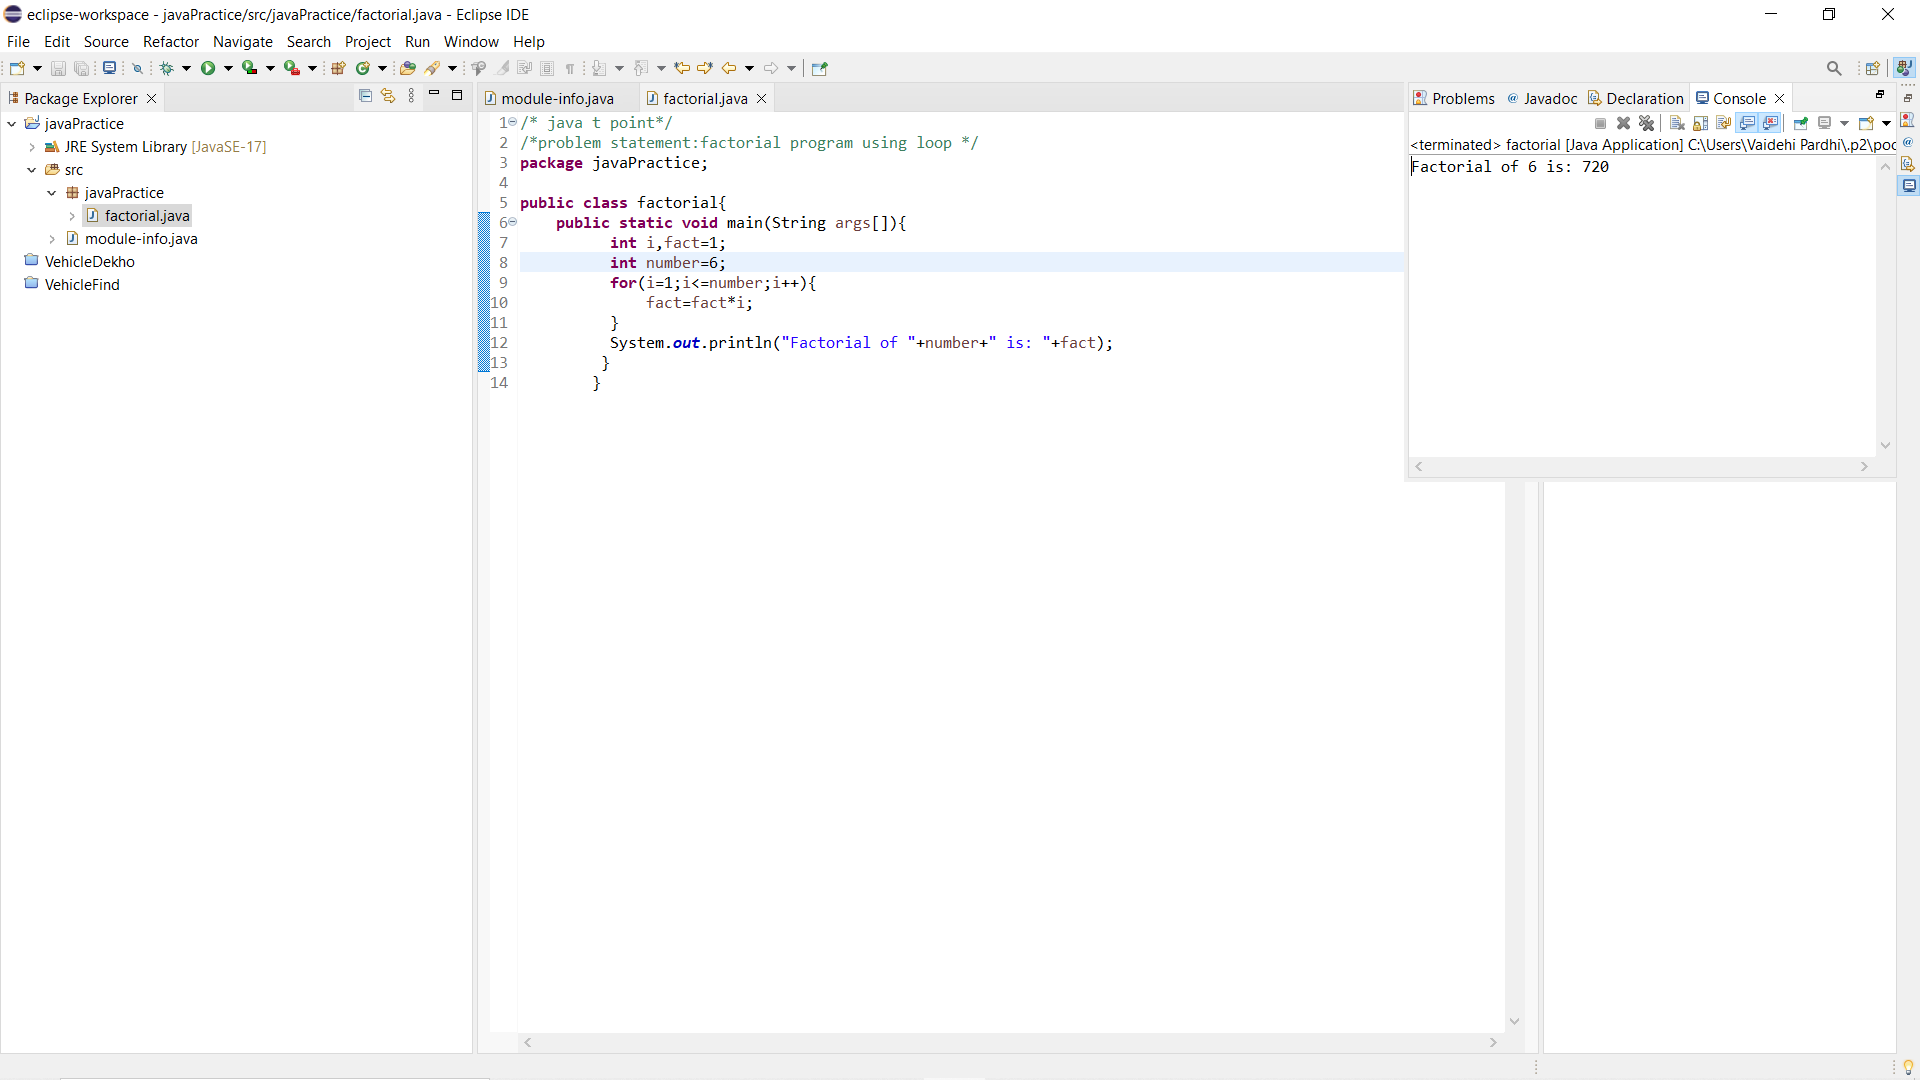 eclipse-workspace - javaPractice/src/javaPractice/factorial.java - Eclipse IDE
File Edit Source Refactor Navigate Search Project Run Window Help
Package Explorer
javaPractice
JRE System Library [JavaSE-17]
src
javaPractice
factorial.java
module-info.java
VehicleDekho
VehicleFind
module-info.java factorial.java
1 /* java t point*/
2 /*problem statement:factorial program using loop */
3 package javaPractice;
4
5 public class factorial{
6 public static void main(String args[]){
7 int i,fact=1;
8 int number=6;
9 for(i=1;i<=number;i++){
10 fact=fact*i;
11 }
12 System.out.println("Factorial of "+number+" is: "+fact);
13 }
14 }
Problems @ Javadoc Declaration Console
<terminated> factorial [Java Application] C:\Users\Vaidehi Pardhi\.p2\poo
Factorial of 6 is: 720